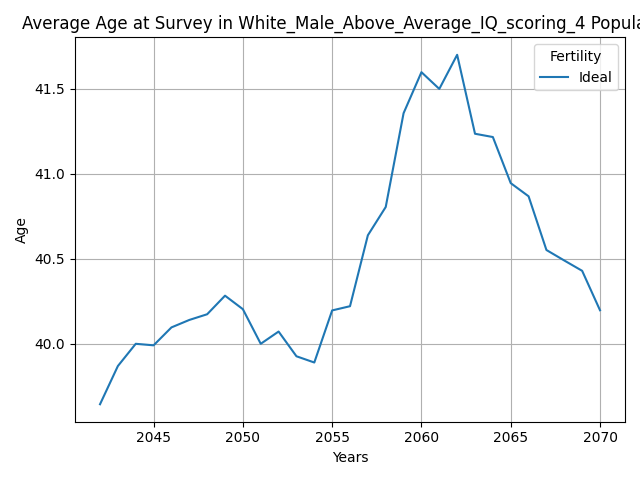 Average Age at Survey in White_Male_Above_Average_IQ_scoring_4 Popula
Fertility
Ideal
41.5
41.0
40.5
40.0
Age
2045 2050 2055 2060 2065 2070
Years